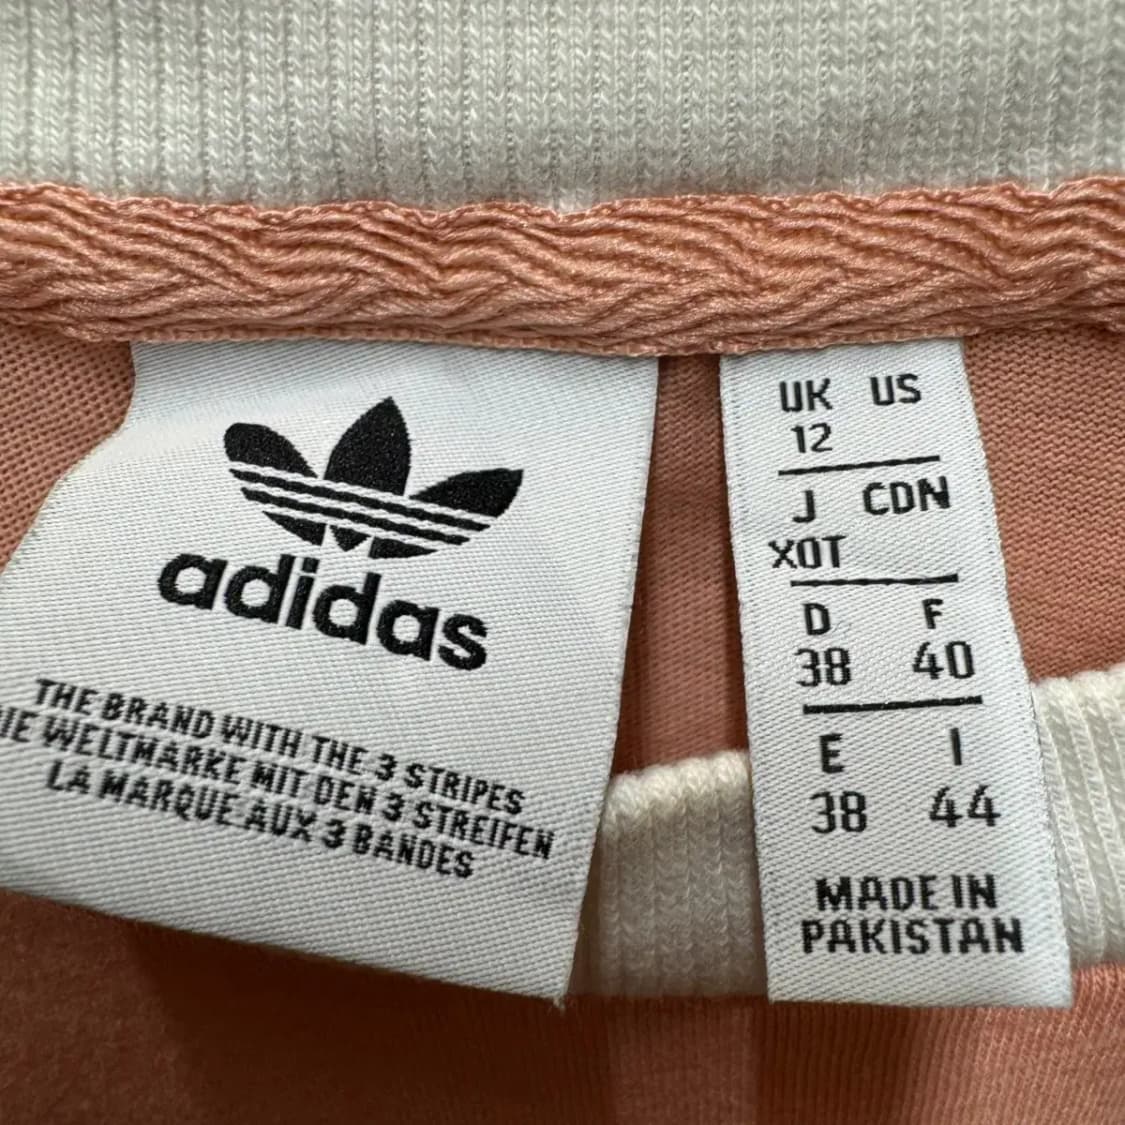 adidas
THE BRAND WITH THE 3 STRIPES
DIE WELTMARKE MIT DEN 3 STREIFEN
LA MARQUE AUX 3 BANDES
UK US
12
J CDN
XOT
D F
38 40
E I
38 44
MADE IN
PAKISTAN